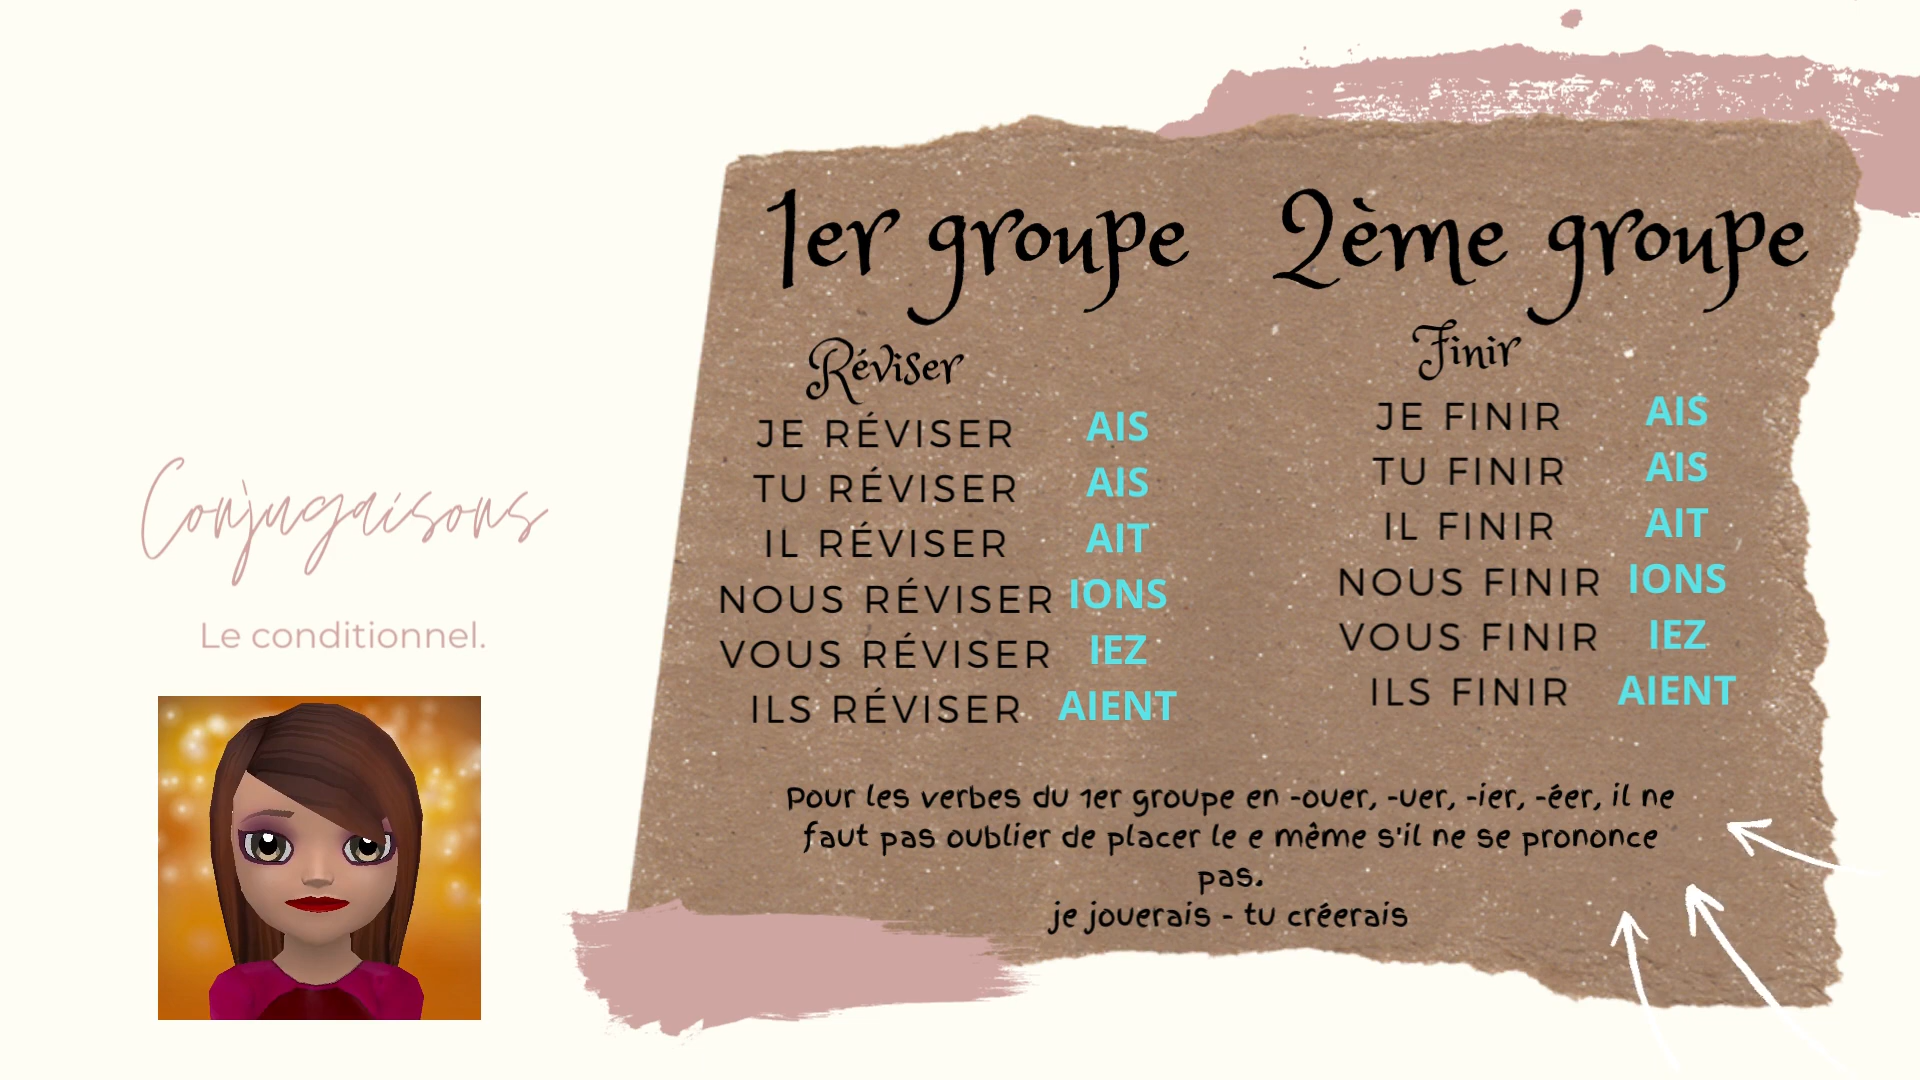 Conjugaisons
Le conditionnel.
1er groupe
Réviser
JE RÉVISER AIS
TU RÉVISER AIS
IL RÉVISER AIT
NOUS RÉVISER IONS
VOUS RÉVISER IEZ
ILS RÉVISER AIENT
2ème groupe
Finir
JE FINIR AIS
TU FINIR AIS
IL FINIR AIT
NOUS FINIR IONS
VOUS FINIR IEZ
ILS FINIR AIENT
Pour les verbes du 1er groupe en -ouer, -uer, -ier, -éer, il ne
faut pas oublier de placer le e même s'il ne se prononce
pas.
je jouerais - tu créerais